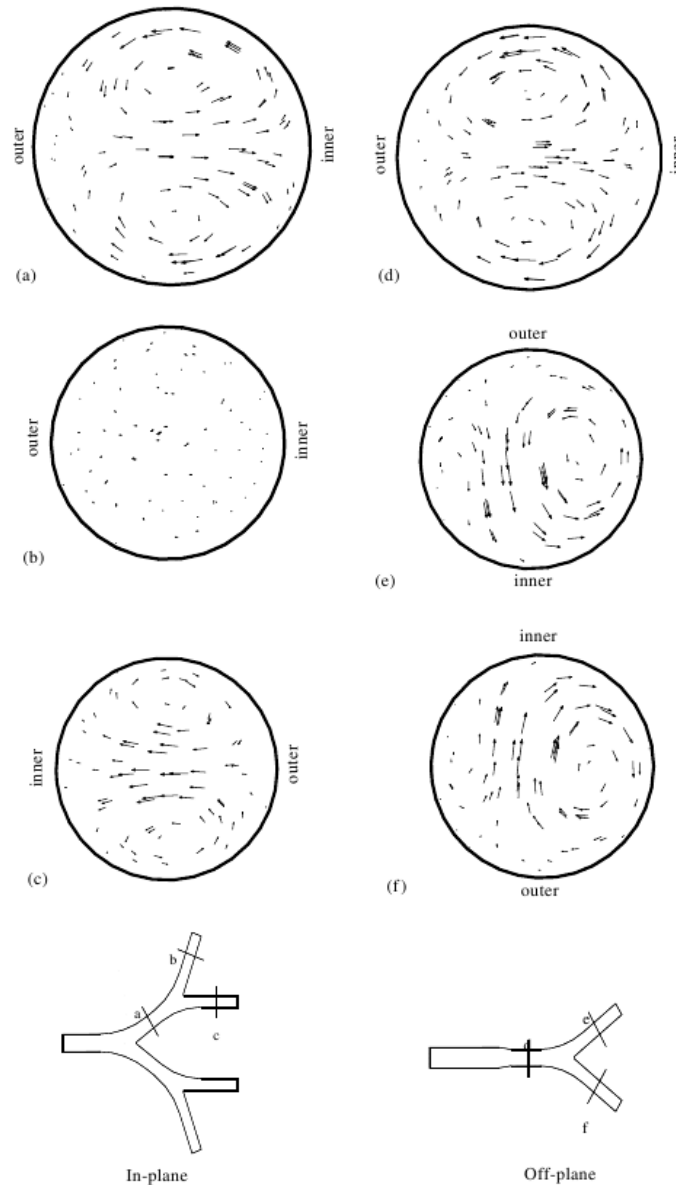 outer
inner
(a)
outer
inner
(d)
outer
inner
(b)
outer
inner
(e)
inner
outer
(c)
inner
outer
(f)
b
a
c
In-plane
e
f
Off-plane